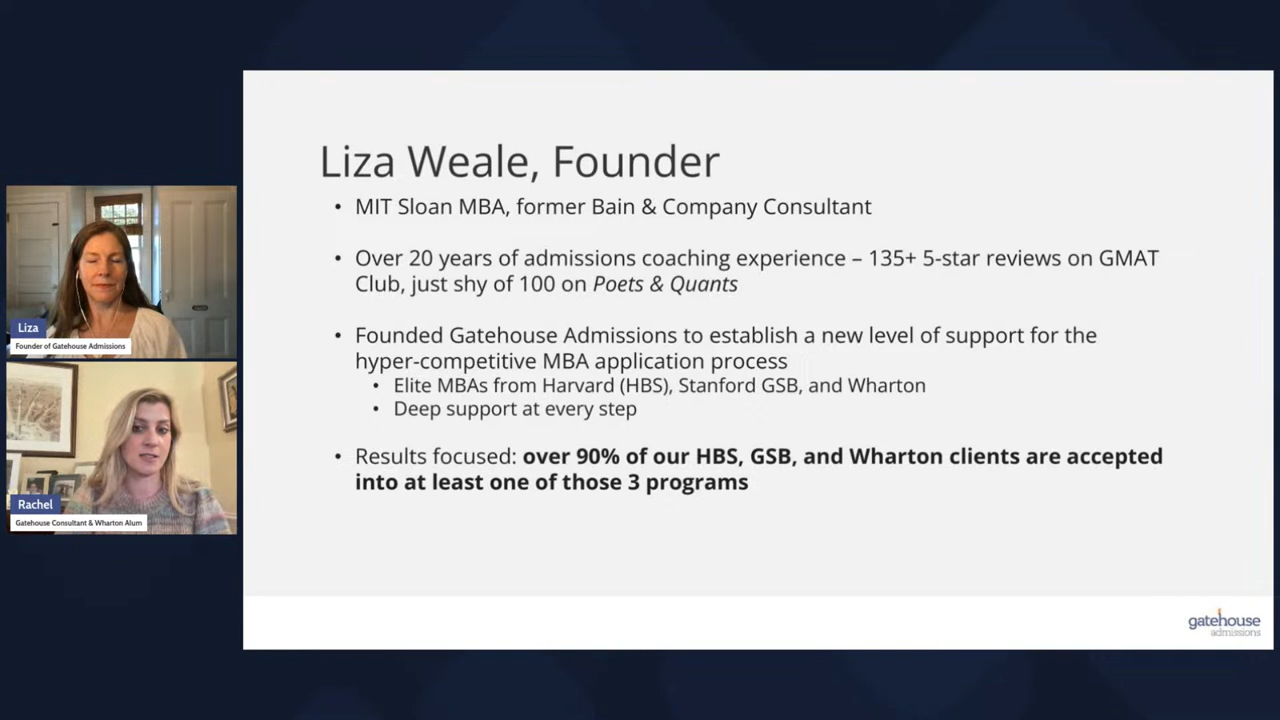 Liza Weale, Founder
• MIT Sloan MBA, former Bain & Company Consultant
• Over 20 years of admissions coaching experience – 135+ 5-star reviews on GMAT
Club, just shy of 100 on Poets & Quants
• Founded Gatehouse Admissions to establish a new level of support for the
hyper-competitive MBA application process
• Elite MBAs from Harvard (HBS), Stanford GSB, and Wharton
• Deep support at every step
• Results focused: over 90% of our HBS, GSB, and Wharton clients are accepted
into at least one of those 3 programs
Liza
Founder of Gatehouse Admissions
Rachel
Gatehouse Consultant & Wharton Alum
gatehouse
admissions